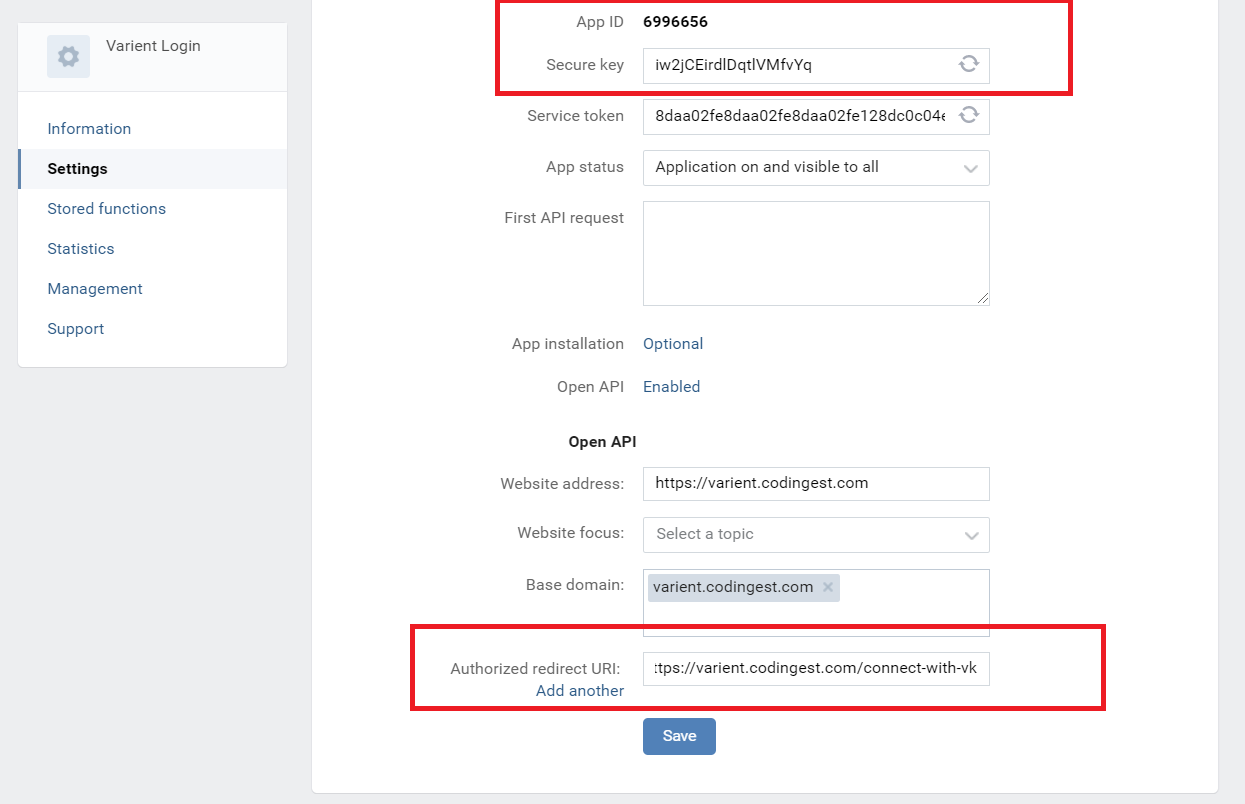 Varient Login
Information
Settings
Stored functions
Statistics
Management
Support
App ID 6996656
Secure key iw2jCEirdlDqtlVMfvYq
Service token 8daa02fe8daa02fe8daa02fe128dc0c04e
App status Application on and visible to all
First API request
App installation Optional
Open API Enabled
Open API
Website address: https://varient.codingest.com
Website focus: Select a topic
Base domain: varient.codingest.com ×
Authorized redirect URI: ttps://varient.codingest.com/connect-with-vk
Add another
Save